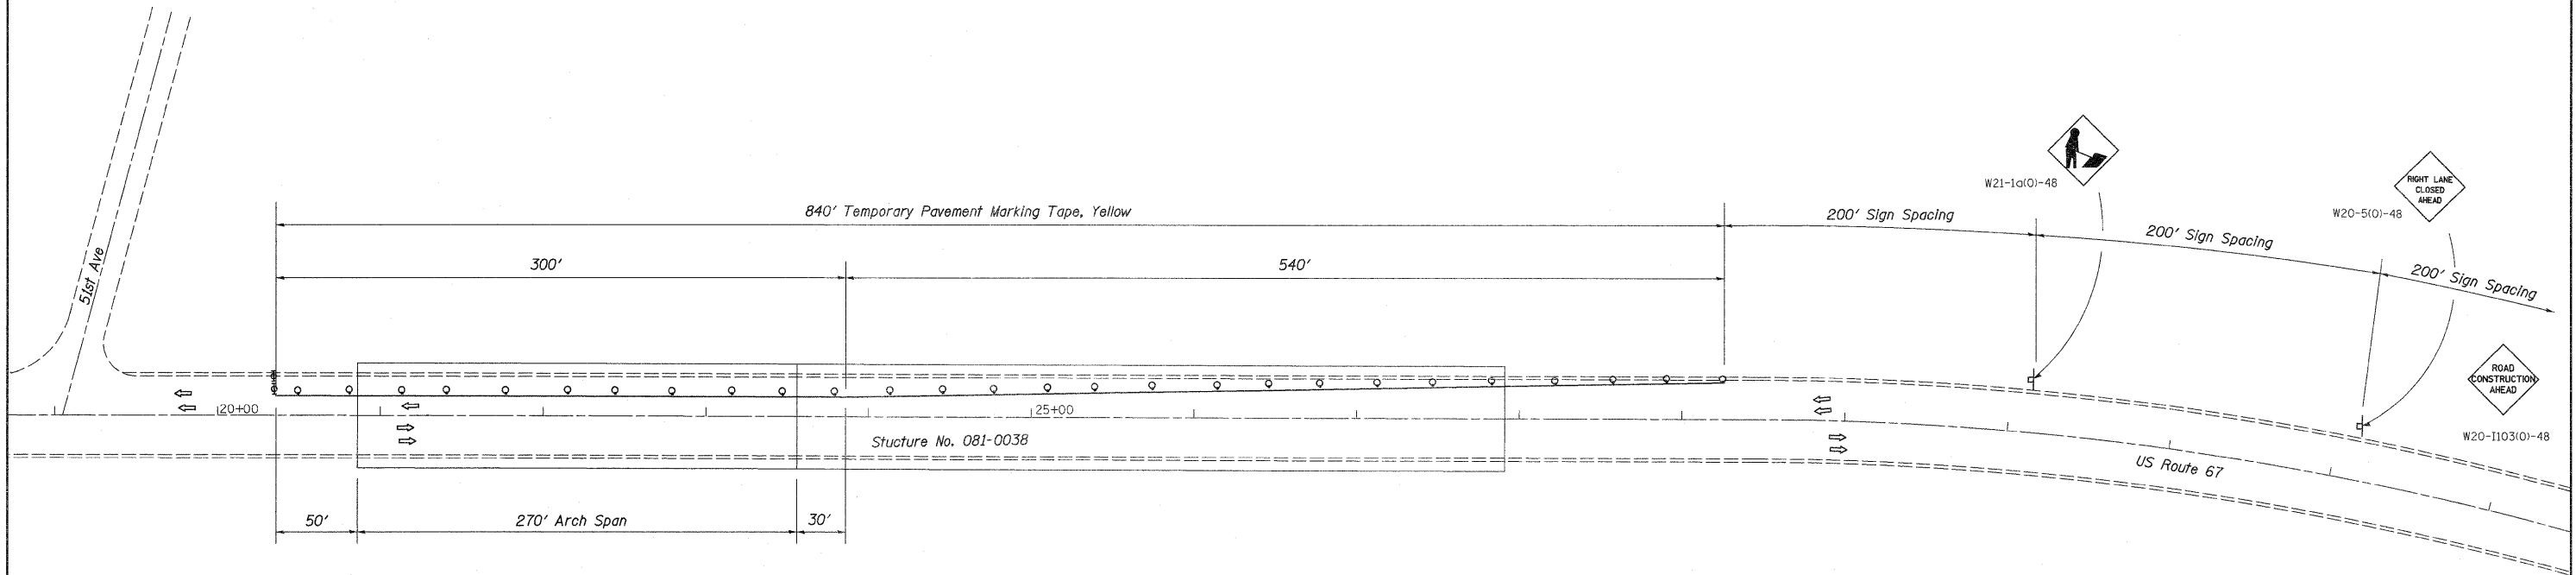 W21-1a(O)-48
RIGHT LANE
CLOSED
AHEAD
W20-5(O)-48
840' Temporary Pavement Marking Tape, Yellow
200' Sign Spacing
200' Sign Spacing
200' Sign Spacing
300'
540'
51st Ave
ROAD
CONSTRUCTION
AHEAD
W20-I103(O)-48
120+00
25+00
Stucture No. 081-0038
US Route 67
50'
270' Arch Span
30'